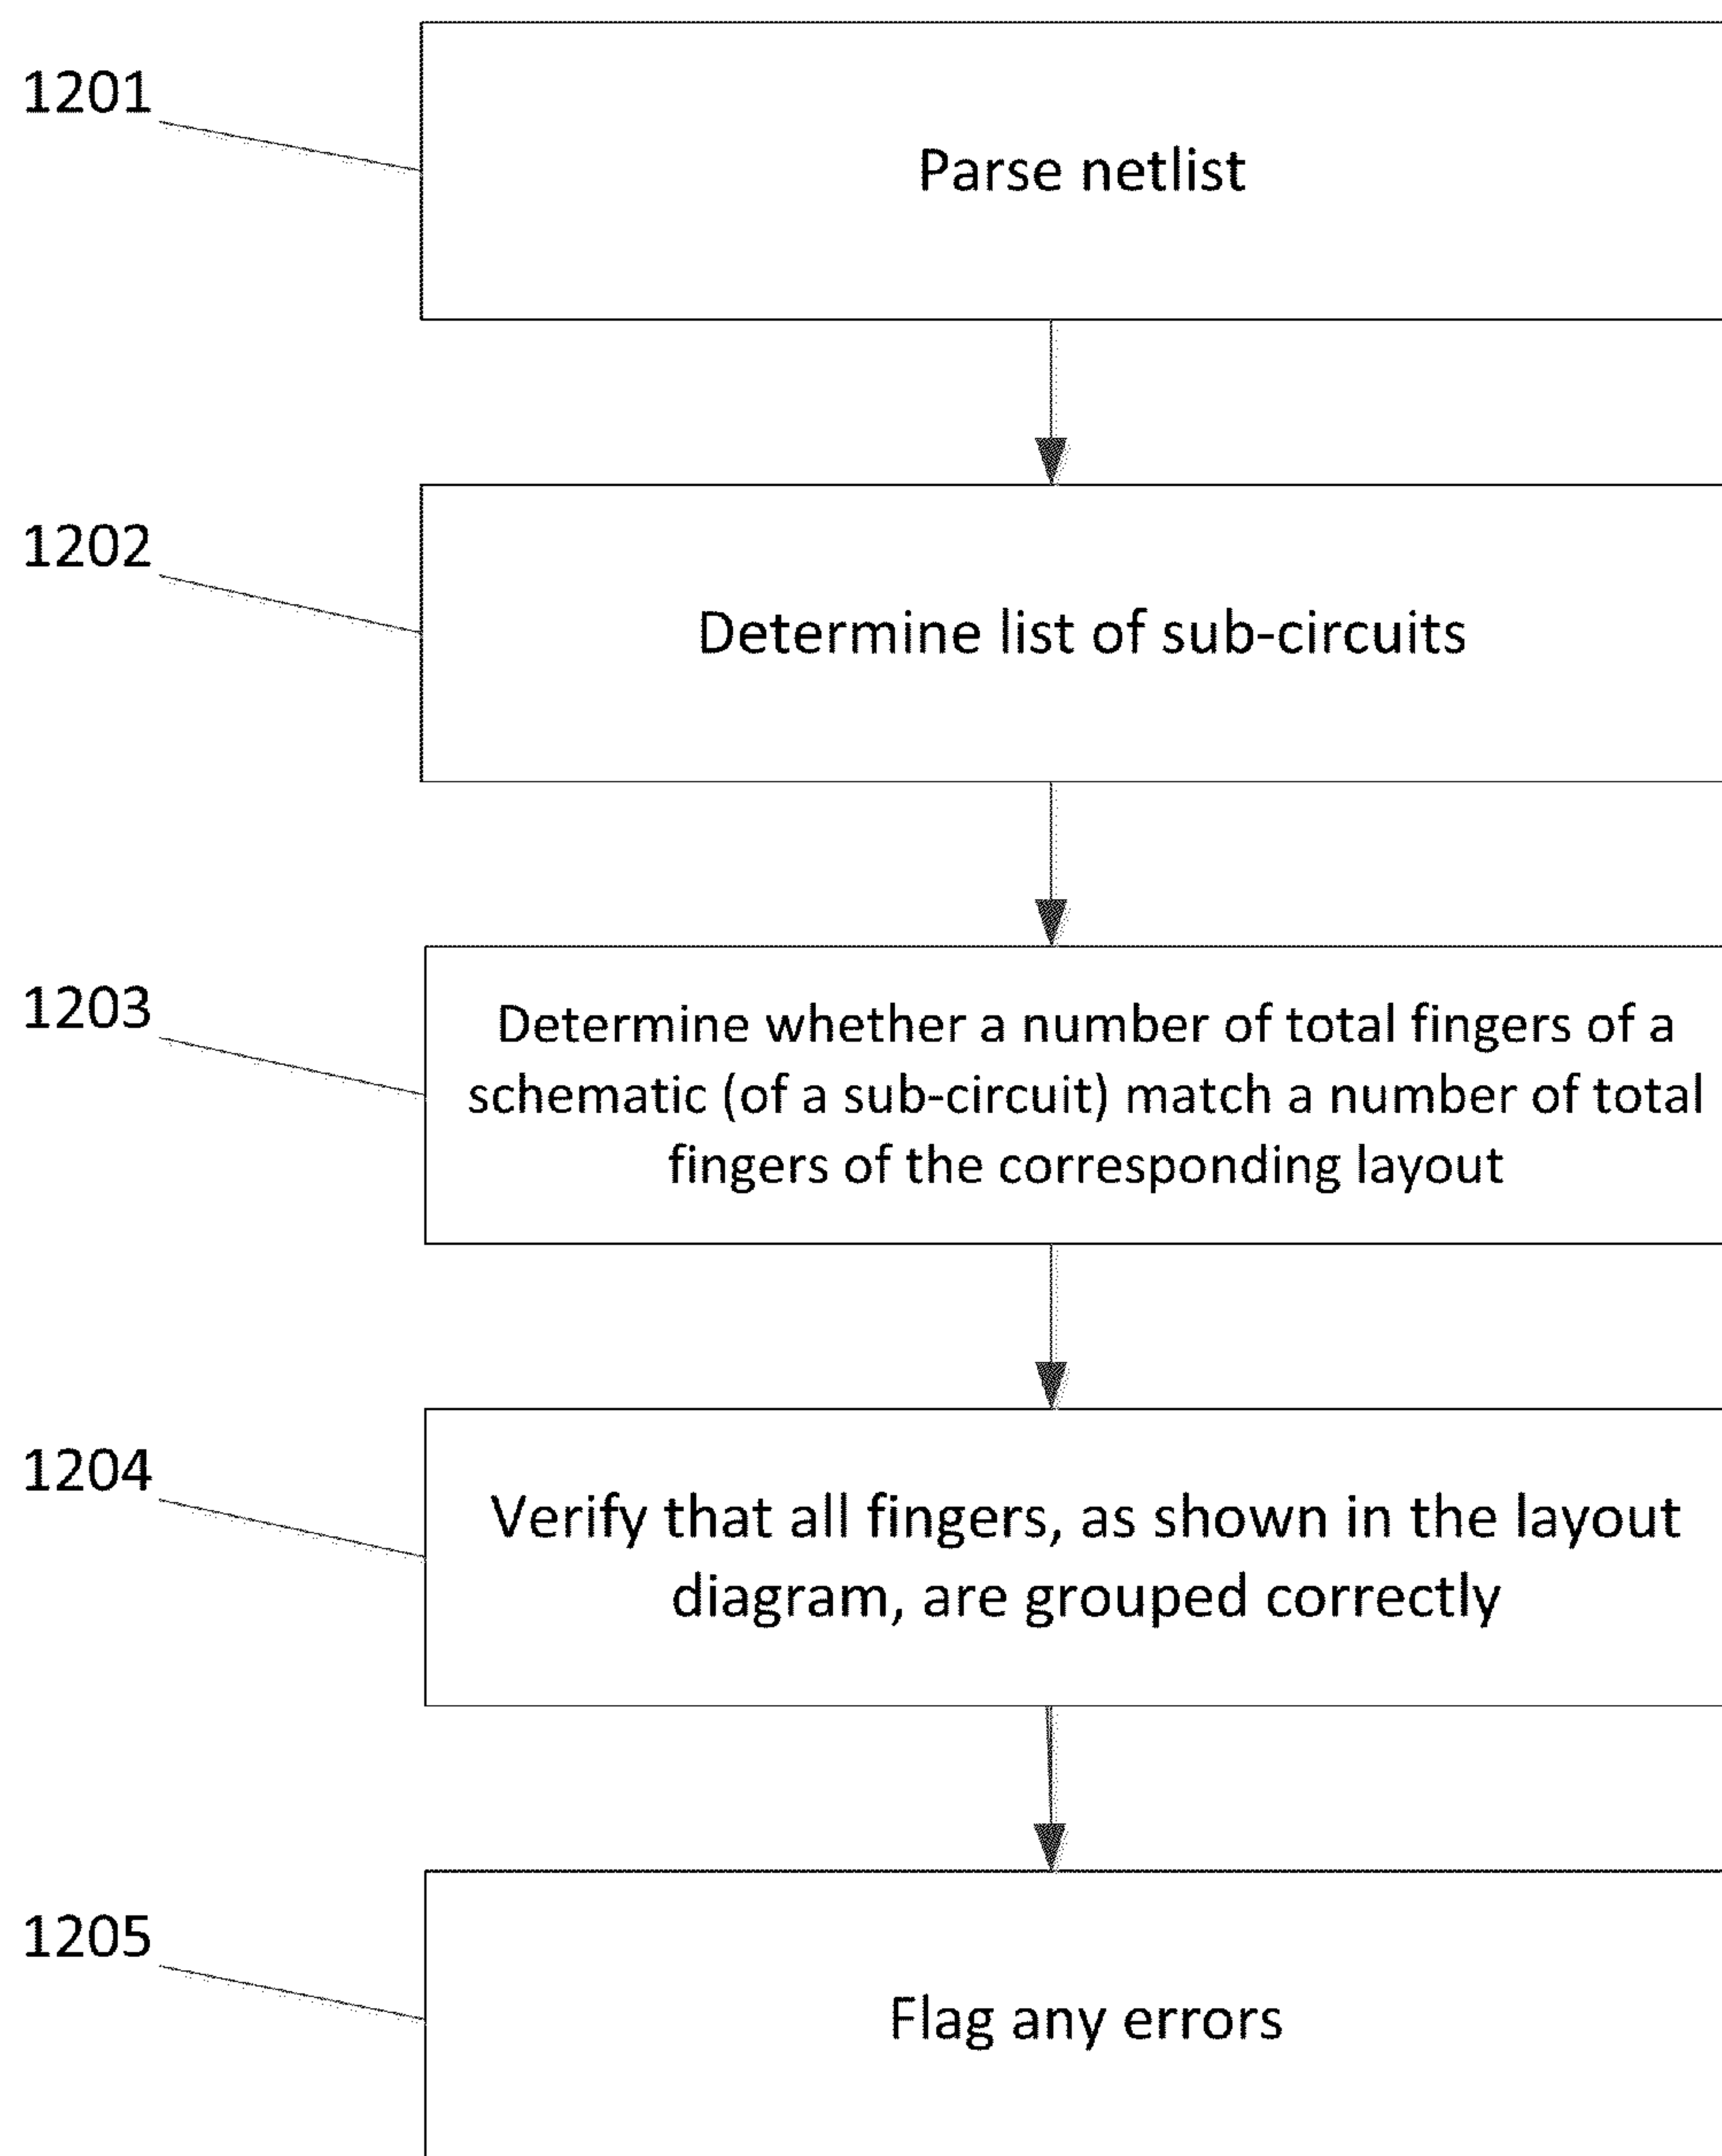 1201
Parse netlist
1202
Determine list of sub-circuits
1203
Determine whether a number of total fingers of a
schematic (of a sub-circuit) match a number of total
fingers of the corresponding layout
1204
Verify that all fingers, as shown in the layout
diagram, are grouped correctly
1205
Flag any errors